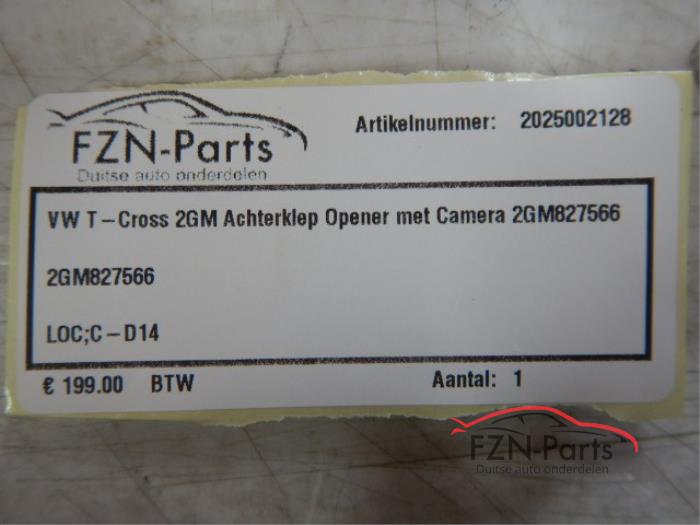 FZN-Parts
Duitse auto onderdelen
Artikelnummer: 2025002128
VW T-Cross 2GM Achterklep Opener met Camera 2GM827566
2GM827566
LOC;C-D14
€ 199.00 BTW
Aantal: 1
FZN-Parts
Duitse auto onderdelen